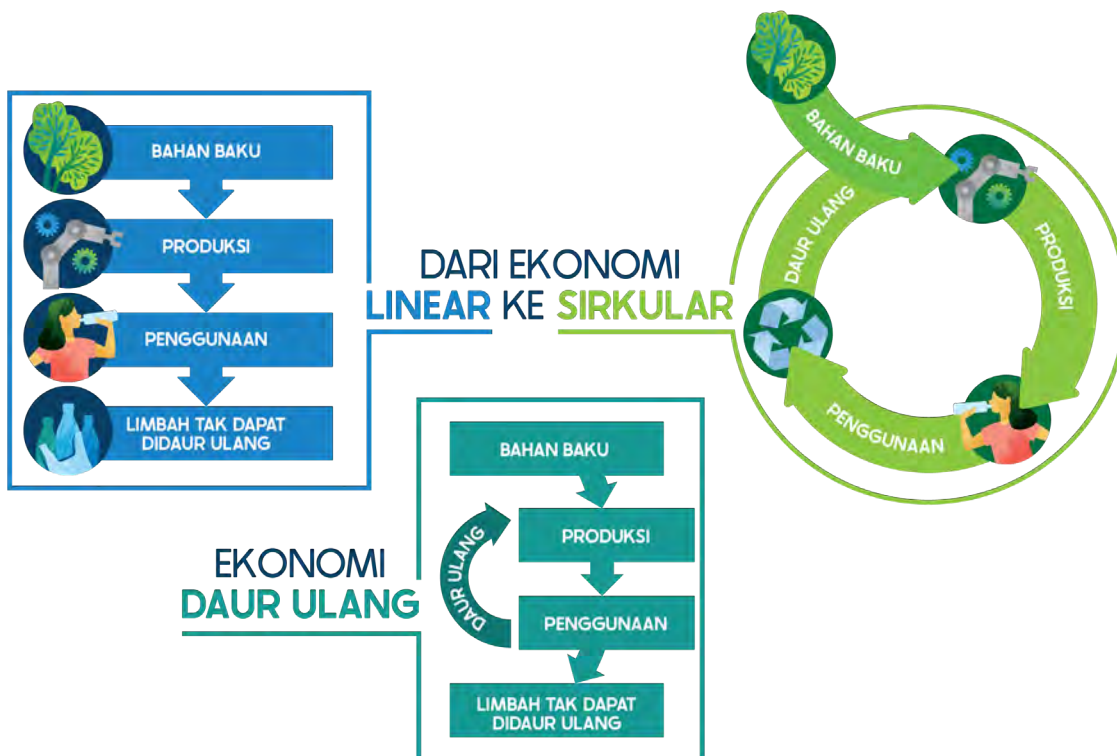 BAHAN BAKU
PRODUKSI
PENGGUNAAN
LIMBAH TAK DAPAT
DIDAUR ULANG
DARI EKONOMI
LINEAR KE SIRKULAR
BAHAN BAKU
PRODUKSI
PENGGUNAAN
DAUR ULANG
EKONOMI
DAUR ULANG
BAHAN BAKU
PRODUKSI
DAUR ULANG
PENGGUNAAN
LIMBAH TAK DAPAT
DIDAUR ULANG